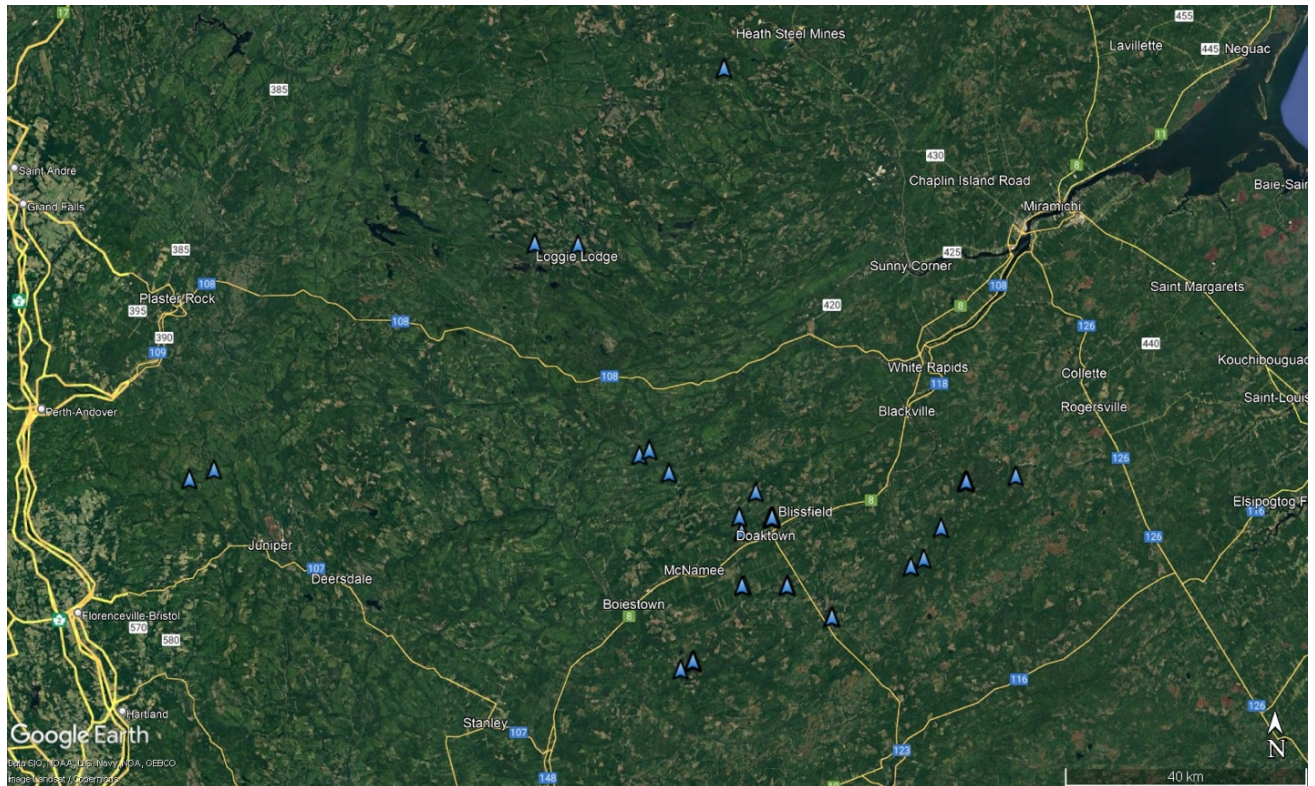 17
Heath Steel Mines
455
Lavillette
445
Neguac
385
11
430
8
Saint André
Chaplin Island Road
Baie-Sai
Grand Falls
Miramichi
385
425
Loggie Lodge
Sunny Corner
108
108
Saint Margarets
2
Plaster Rock
395
420
8
108
126
390
440
109
Kouchibouguac
White Rapids
Collette
108
118
Saint-Louis
Perth-Andover
Blackville
Rogersville
126
8
Blissfield
Elsipogtog F
116
Doaktown
126
Juniper
McNamee
107
Deersdale
Boiestown
8
Florenceville-Bristol
2
570
580
116
126
Hartland
Stanley
Google Earth
107
N
123
Data SIO, NOAA, U.S. Navy, NGA, GEBCO
Image Landsat / Copernicus
148
40 km